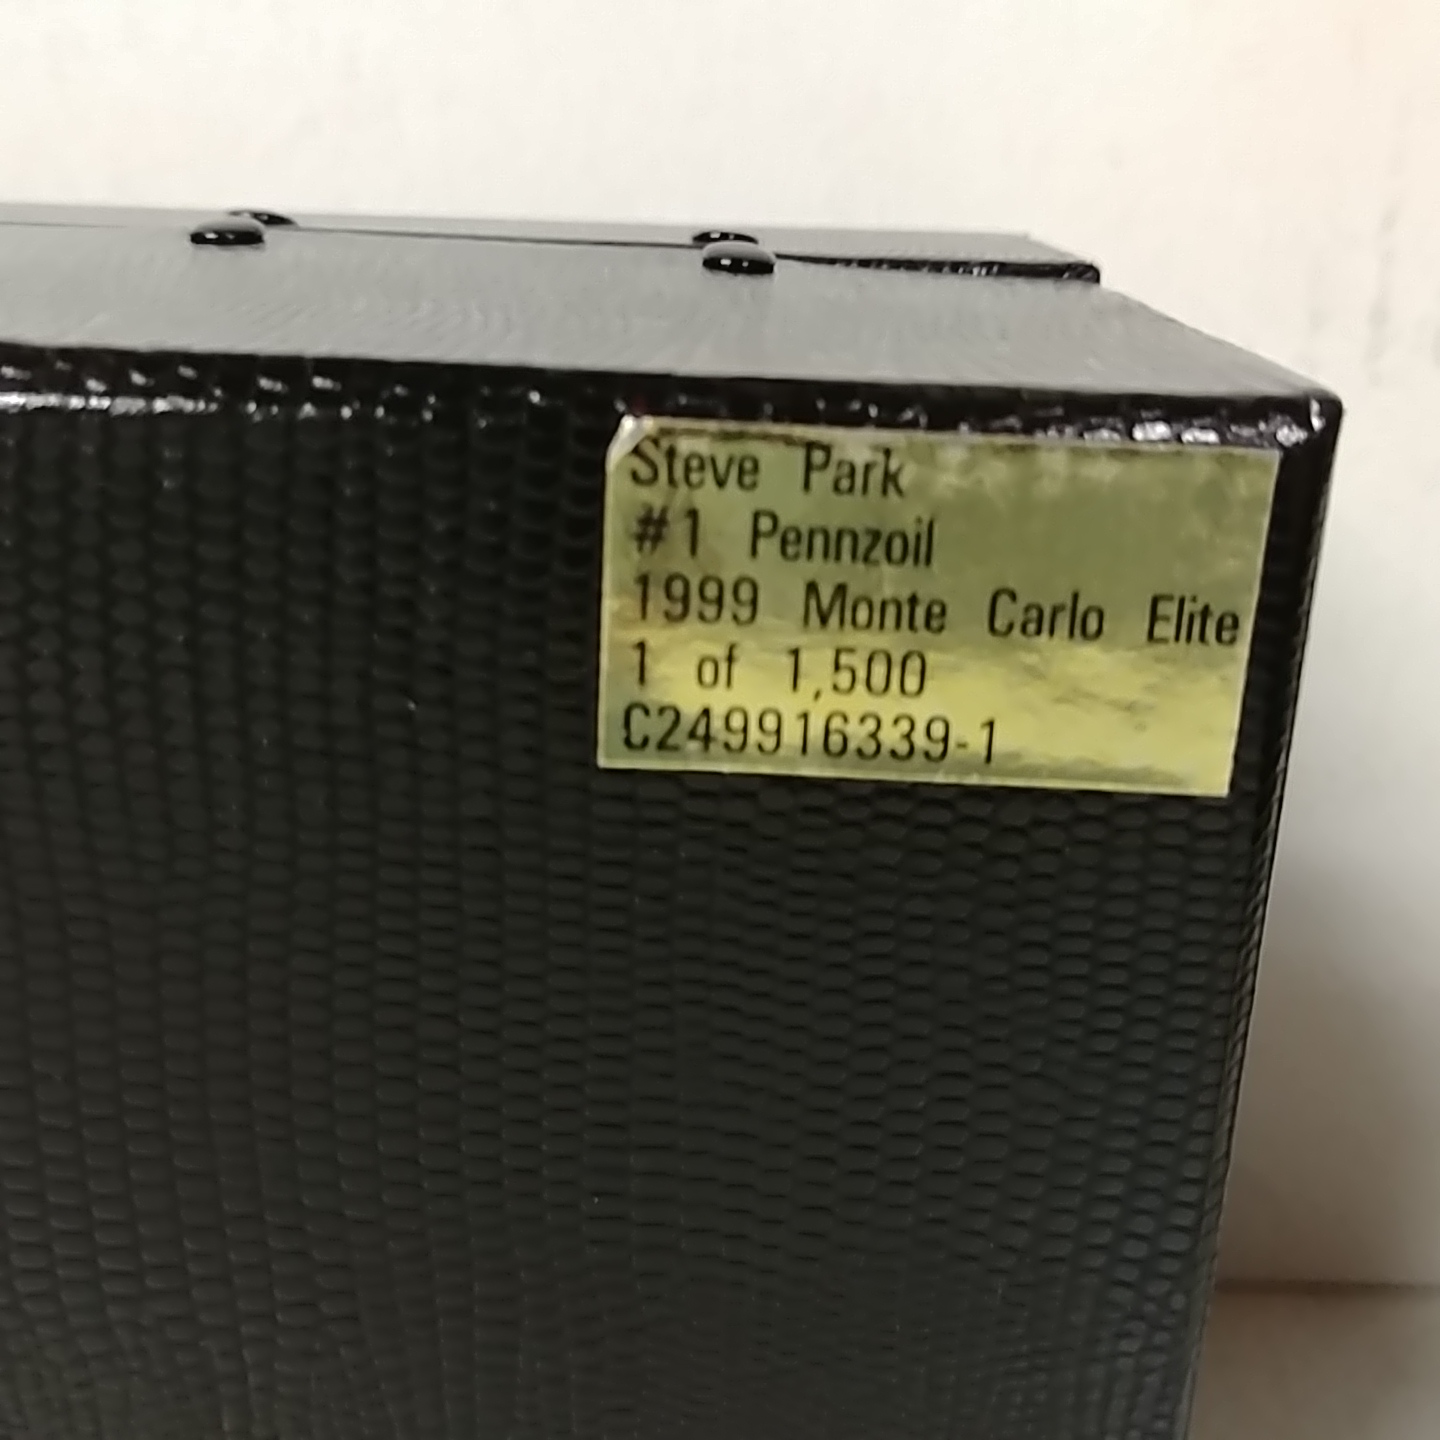 Steve Park
#1 Pennzoil
1999 Monte Carlo Elite
1 of 1,500
C249916339-1